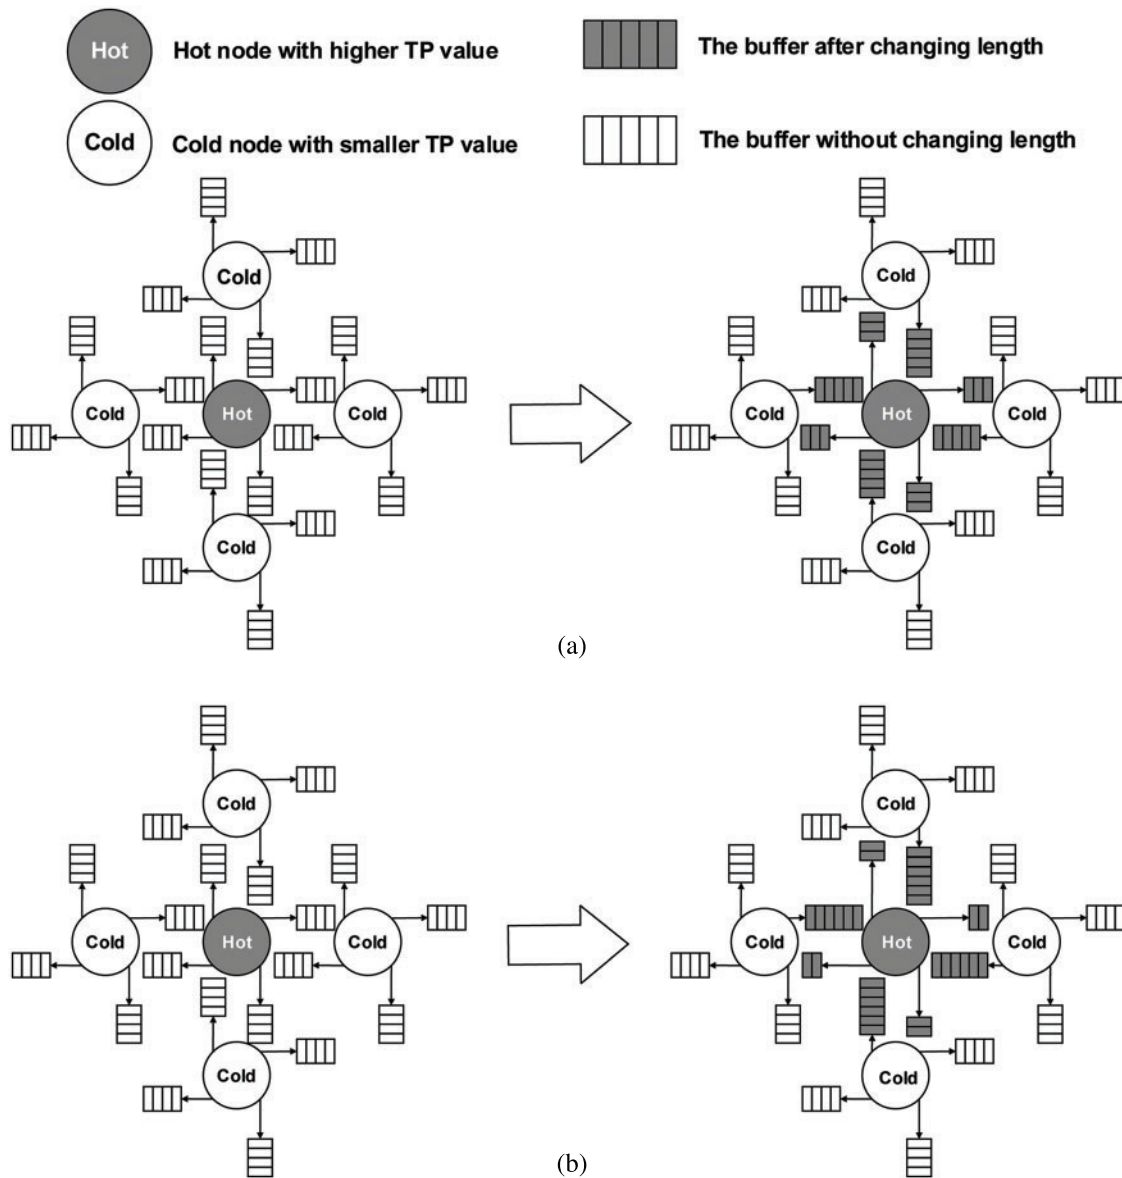 Hot
Hot node with higher TP value
The buffer after changing length
Cold
Cold node with smaller TP value
The buffer without changing length
Cold
Cold
Cold
Hot
Cold
Cold
Hot
Cold
Cold
Cold
(a)
Cold
Cold
Cold
Hot
Cold
Cold
Hot
Cold
Cold
Cold
(b)